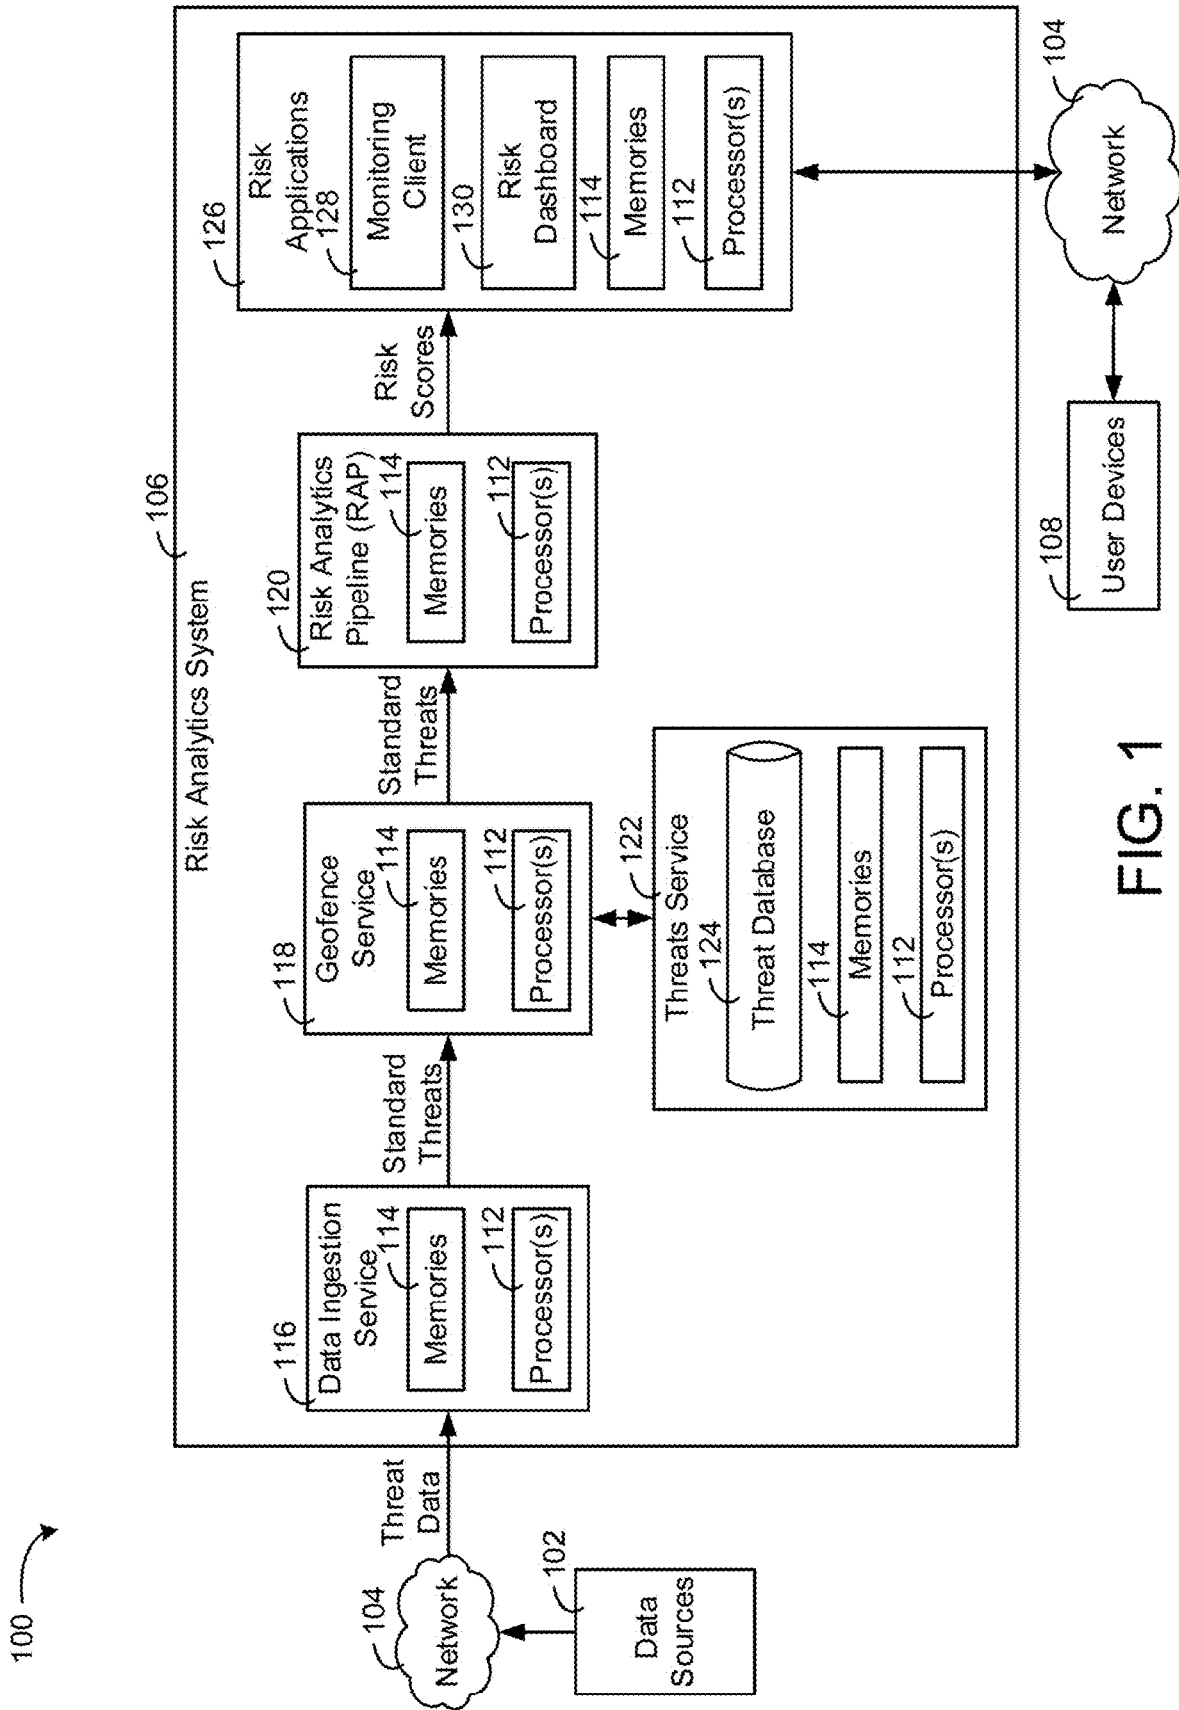 100
106
Risk Analytics System
104
Network
Threat
Data
102
Data
Sources
116
Data Ingestion
Service
114
Memories
112
Processor(s)
Standard
Threats
118
Geofence
Service
114
Memories
112
Processor(s)
122
Threats Service
124
Threat Database
114
Memories
112
Processor(s)
Standard
Threats
120
Risk Analytics
Pipeline (RAP)
114
Memories
112
Processor(s)
Risk
Scores
126
Risk
Applications
128
Monitoring
Client
130
Risk
Dashboard
114
Memories
112
Processor(s)
104
Network
108
User Devices
FIG. 1